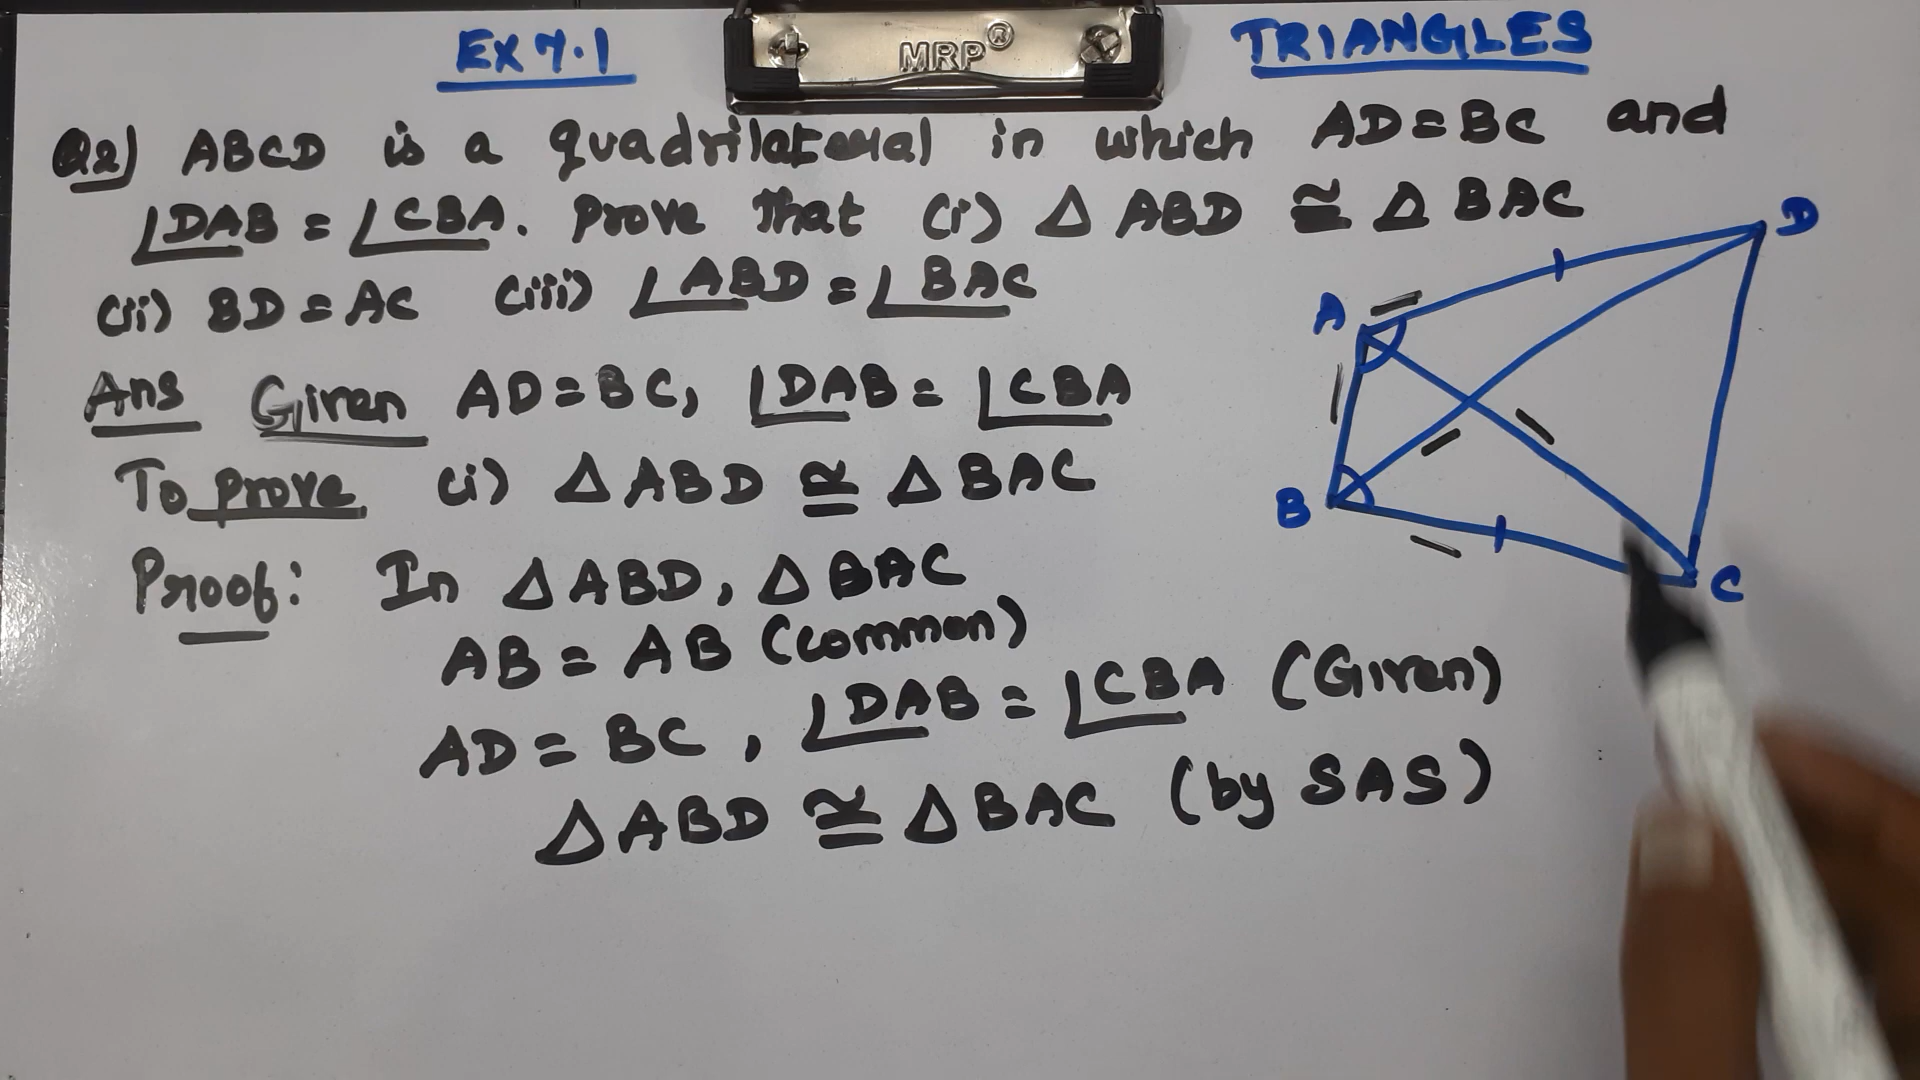 EX 7.1
MRP®
TRIANGLES
Q2) ABCD is a quadrilateral in which AD=BC and
∠DAB = ∠CBA. Prove that (i) Δ ABD ≅ Δ BAC
(ii) BD = AC (iii) ∠ABD = ∠BAC
Ans Given AD=BC, ∠DAB = ∠CBA
To prove (i) Δ ABD ≅ Δ BAC
Proof: In Δ ABD, Δ BAC
AB = AB (common)
AD = BC, ∠DAB = ∠CBA (Given)
Δ ABD ≅ Δ BAC (by SAS)
D
A
B
C